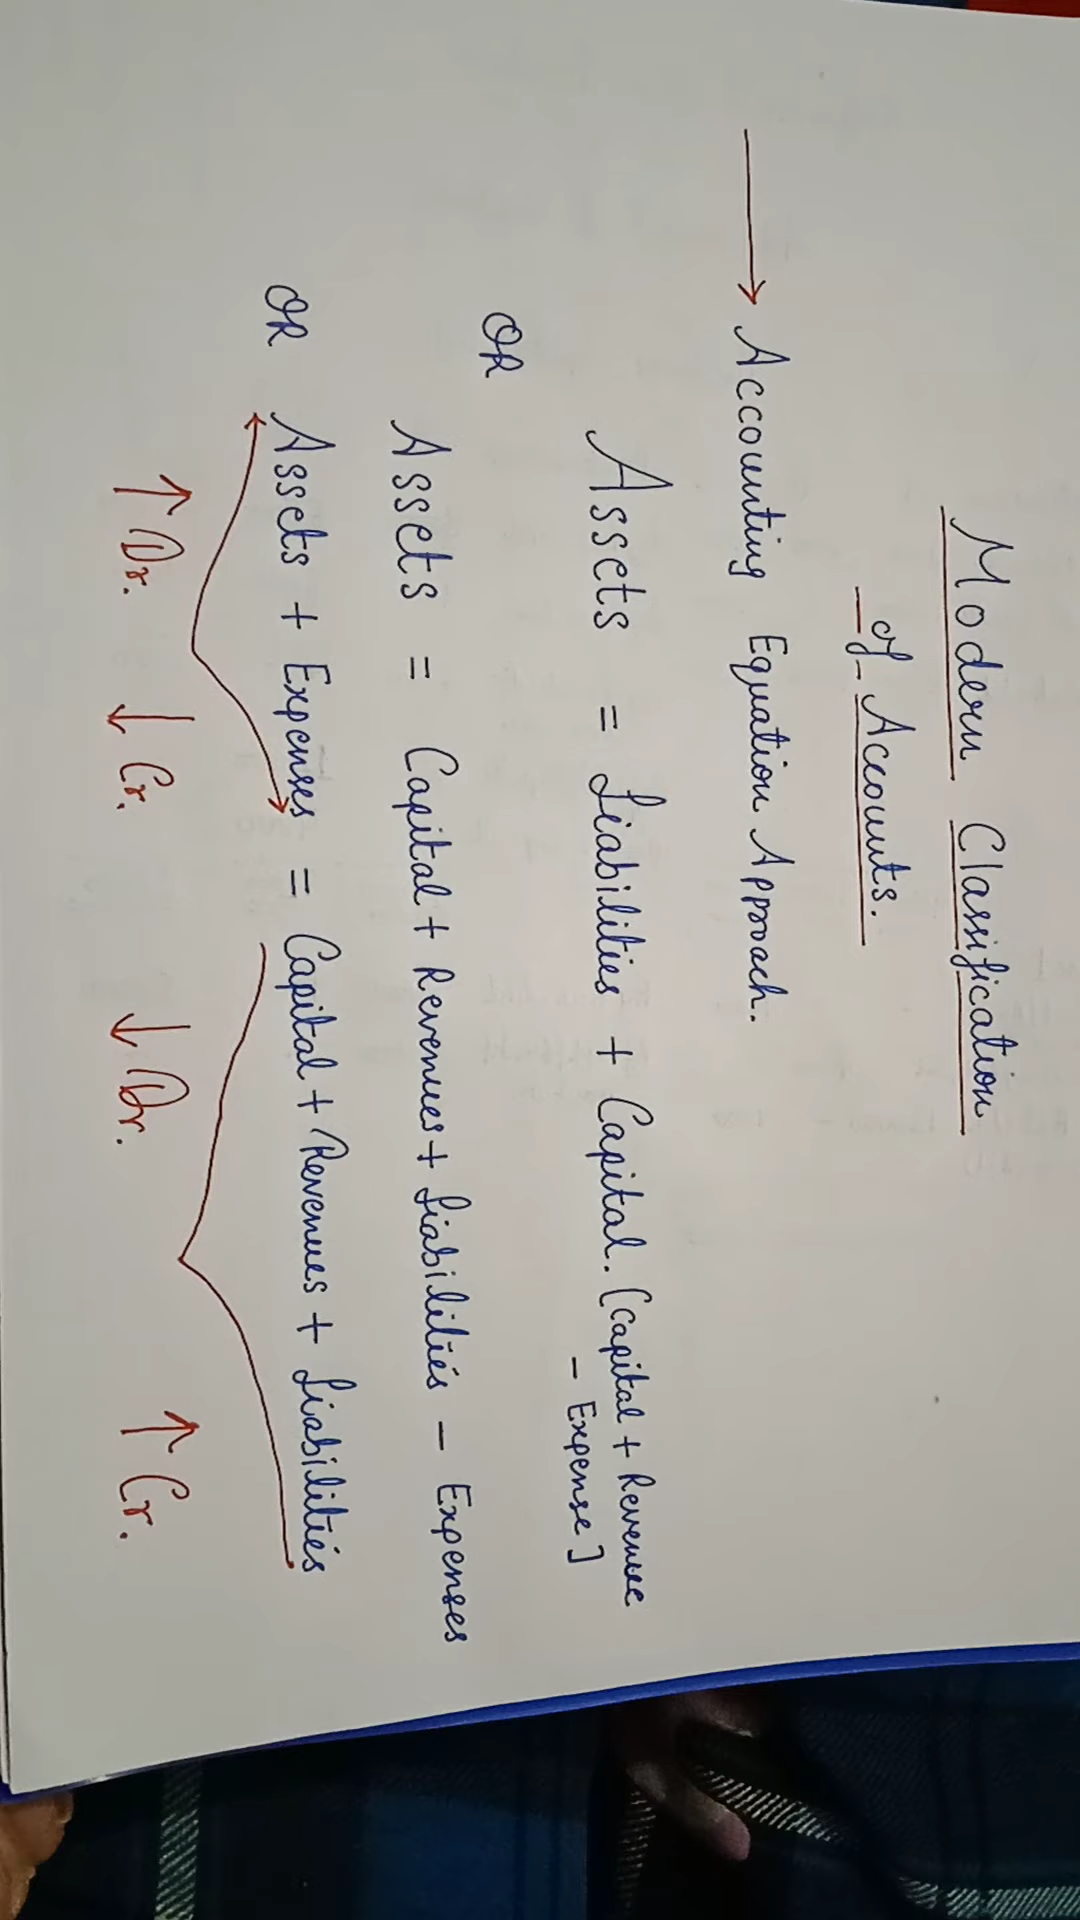 Modern Classification
of Accounts.
→ Accounting Equation Approach.
Assets = Liabilities + Capital. [Capital + Revenue
- Expense]
OR
Assets = Capital + Revenues + Liabilities - Expenses
OR Assets + Expenses = Capital + Revenues + Liabilities
↑ Dr. ↓ Cr. ↓ Dr. ↑ Cr.